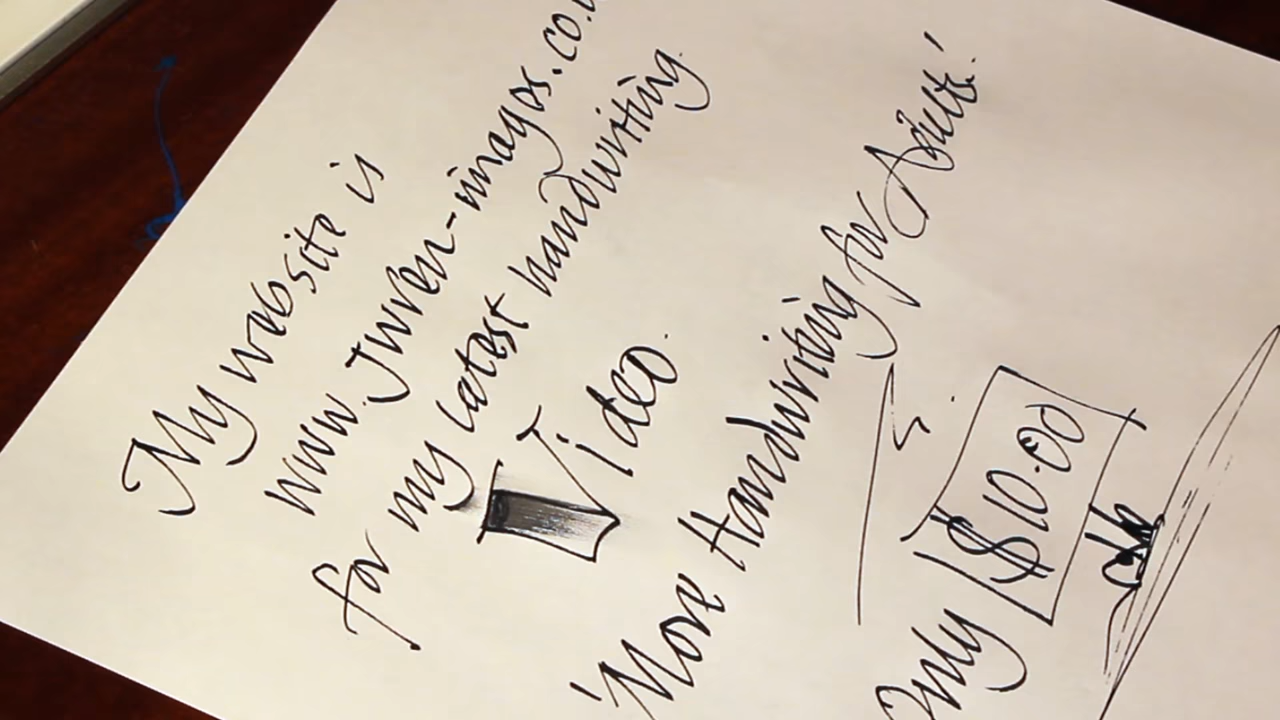 My website is
www.Jwren-images.co.u
for my latest handwriting
Video.
'More Handwriting for Adults!
Only $10.00